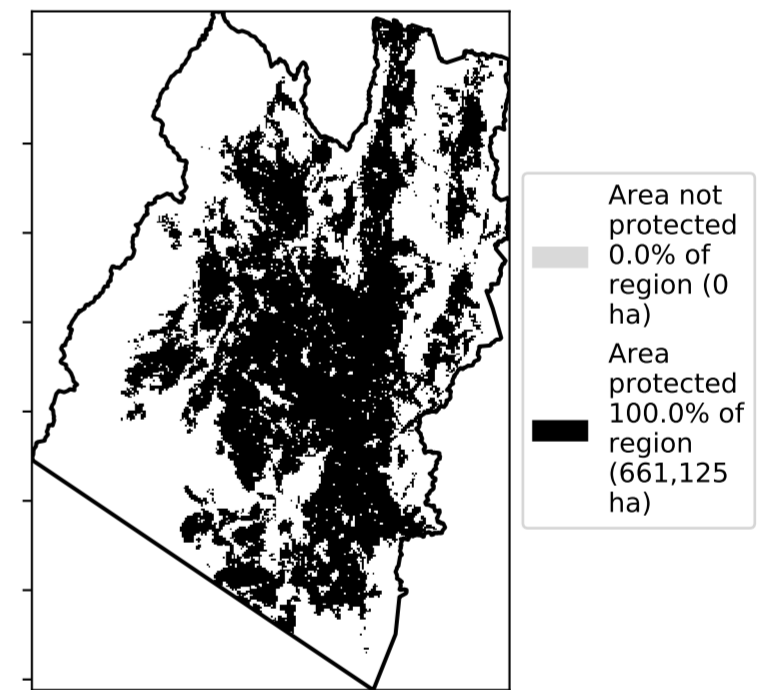 Area not
protected
0.0% of
region (0
ha)
Area
protected
100.0% of
region
(661,125
ha)